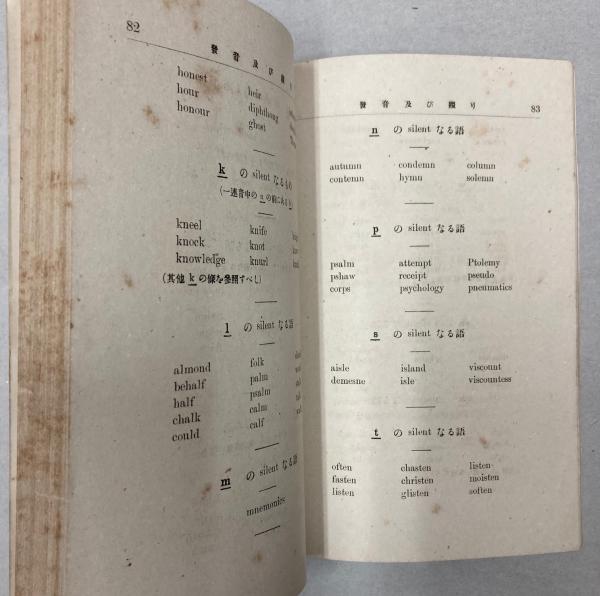 82
發音及び綴り
honest heir
hour diphthong
honour ghost
k の silent なるもの
(一連音中の n の前にある k)
kneel knife
knock knot
knowledge knurl
(其他 k の條を參照すべし)
l の silent なる語
almond folk
behalf palm
half psalm
chalk calm
could calf
m の silent なる語
mnemonics
發音及び綴り 83
n の silent なる語
autumn condemn column
contemn hymn solemn
p の silent なる語
psalm attempt Ptolemy
pshaw receipt pseudo
corps psychology pneumatics
s の silent なる語
aisle island viscount
demesne isle viscountess
t の silent なる語
often chasten listen
fasten christen moisten
listen glisten soften